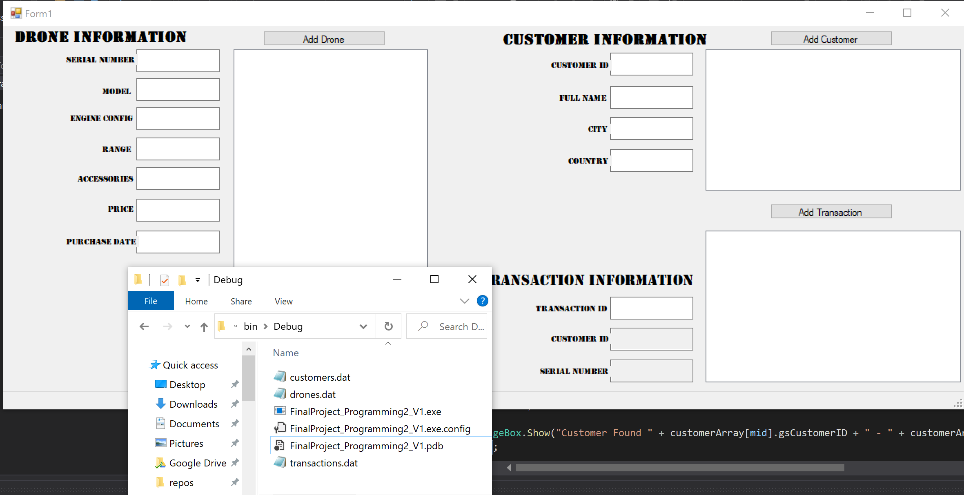 Form1
DRONE INFORMATION
Add Drone
SERIAL NUMBER
MODEL
ENGINE CONFIG
RANGE
ACCESSORIES
PRICE
PURCHASE DATE
CUSTOMER INFORMATION
Add Customer
CUSTOMER ID
FULL NAME
CITY
COUNTRY
Add Transaction
RANSACTION INFORMATION
TRANSACTION ID
CUSTOMER ID
SERIAL NUMBER
Debug
File Home Share View
bin > Debug
Search D...
Name
Quick access
Desktop
Downloads
Documents
Pictures
Google Drive
repos
customers.dat
drones.dat
FinalProject_Programming2_V1.exe
FinalProject_Programming2_V1.exe.config
FinalProject_Programming2_V1.pdb
transactions.dat
geBox.Show("Customer Found " + customerArray[mid].gsCustomerID + " - " + customerAr
;